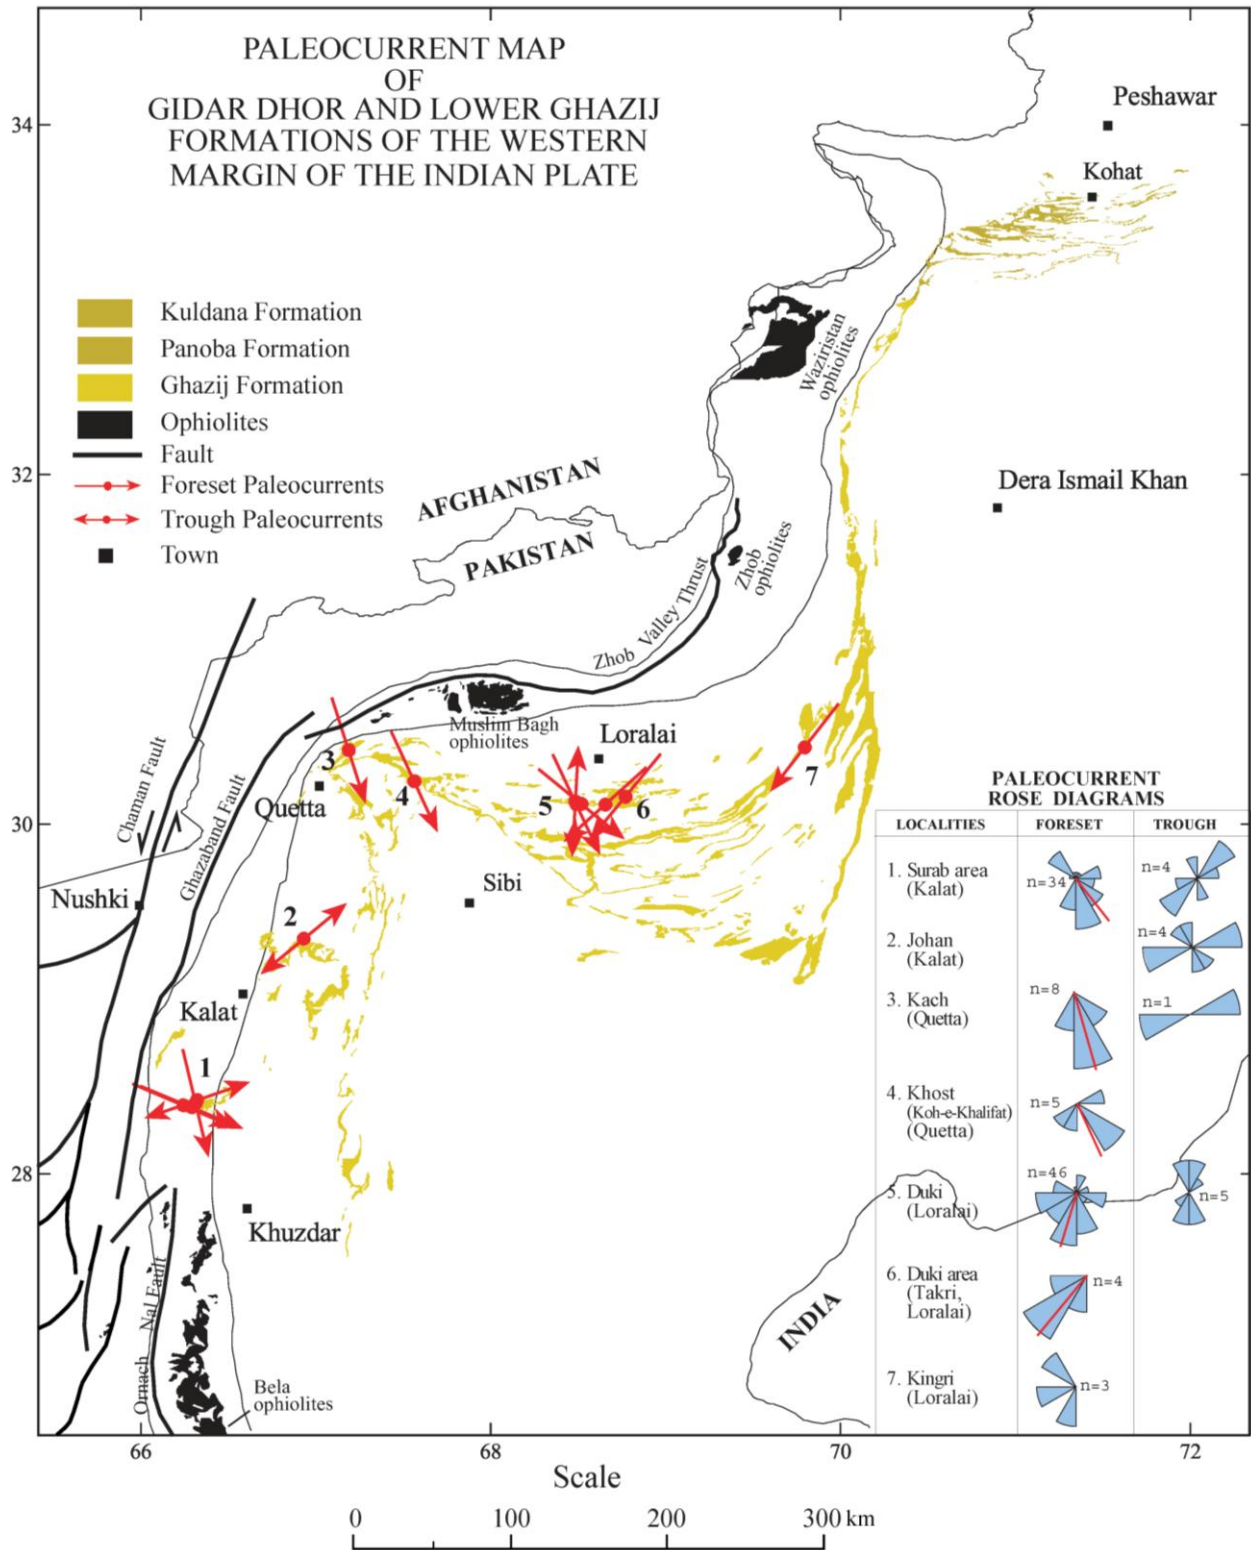 PALEOCURRENT MAP
OF
GIDAR DHOR AND LOWER GHAZIJ
FORMATIONS OF THE WESTERN
MARGIN OF THE INDIAN PLATE
Peshawar
34
Kohat
Kuldana Formation
Panoba Formation
Ghazij Formation
Ophiolites
Fault
Foreset Paleocurrents
Trough Paleocurrents
Town
Waziristan
ophiolites
32
AFGHANISTAN
PAKISTAN
Dera Ismail Khan
Zhob
ophiolites
Zhob Valley Thrust
Muslim Bagh
ophiolites
Loralai
3
Quetta
4
5
6
7
Chaman Fault
Ghazaband Fault
30
Nushki
Sibi
2
Kalat
1
28
Khuzdar
Ornach Nal Fault
Bela
ophiolites
INDIA
PALEOCURRENT
ROSE DIAGRAMS
LOCALITIES FORESET TROUGH
1. Surab area
(Kalat)
n=34
n=4
2. Johan
(Kalat)
n=4
3. Kach
(Quetta)
n=8
n=1
4. Khost
(Koh-e-Khalifat)
(Quetta)
n=5
5. Duki
(Loralai)
n=46
n=5
6. Duki area
(Takri,
Loralai)
n=4
7. Kingri
(Loralai)
n=3
66 68 70 72
Scale
0 100 200 300 km